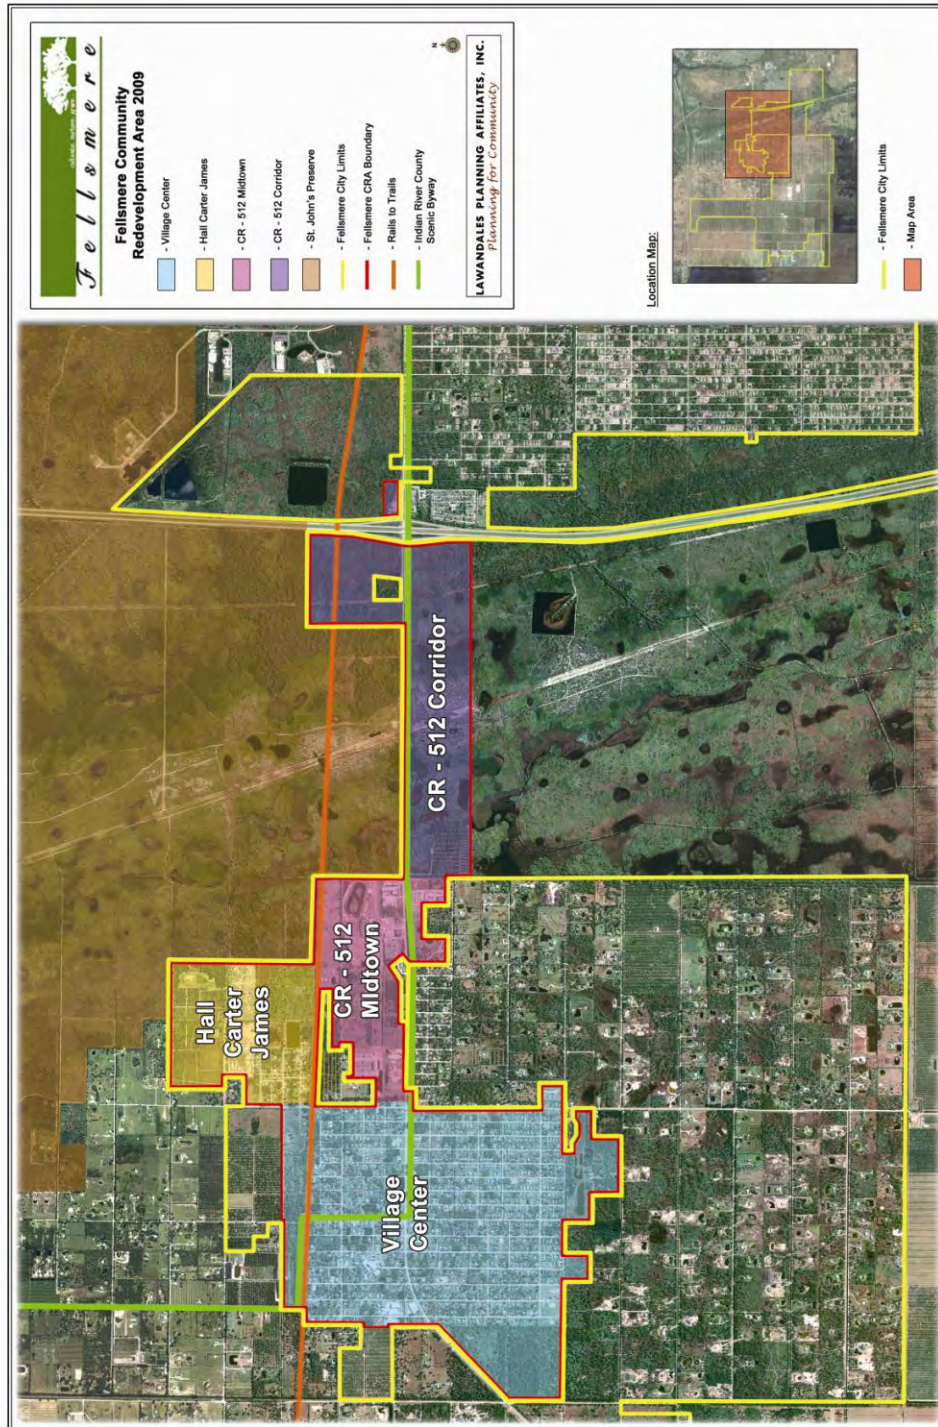 Fellsmere
Fellsmere Community
Redevelopment Area 2009
- Village Center
- Hall Carter James
- CR - 512 Midtown
- CR - 512 Corridor
- St. John's Preserve
- Fellsmere City Limits
- Fellsmere CRA Boundary
- Rails to Trails
- Indian River County
Scenic Byway
N
LAWANDALES PLANNING AFFILIATES, INC.
Planning for Community
Location Map:
- Fellsmere City Limits
- Map Area
Hall
Carter
James
CR - 512
MIdtown
CR - 512 Corridor
Village
Center